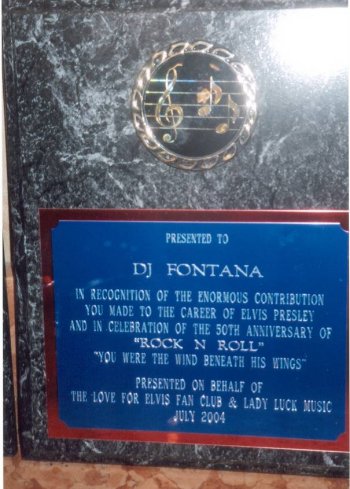 PRESENTED TO
DJ FONTANA
IN RECOGNITION OF THE ENORMOUS CONTRIBUTION
YOU MADE TO THE CAREER OF ELVIS PRESLEY
AND IN CELEBRATION OF THE 50TH ANNIVERSARY OF
"ROCK N ROLL"
"YOU WERE THE WIND BENEATH HIS WINGS"
PRESENTED ON BEHALF OF
THE LOVE FOR ELVIS FAN CLUB & LADY LUCK MUSIC
JULY 2004